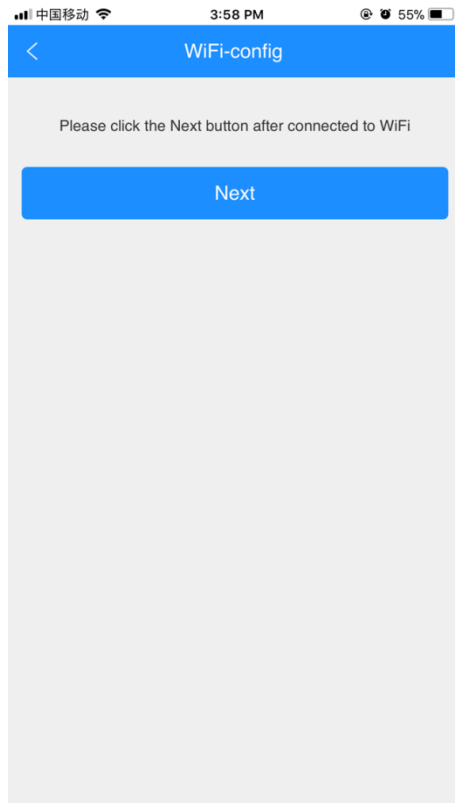 中国移动 3:58 PM 55%
WiFi-config
Please click the Next button after connected to WiFi
Next